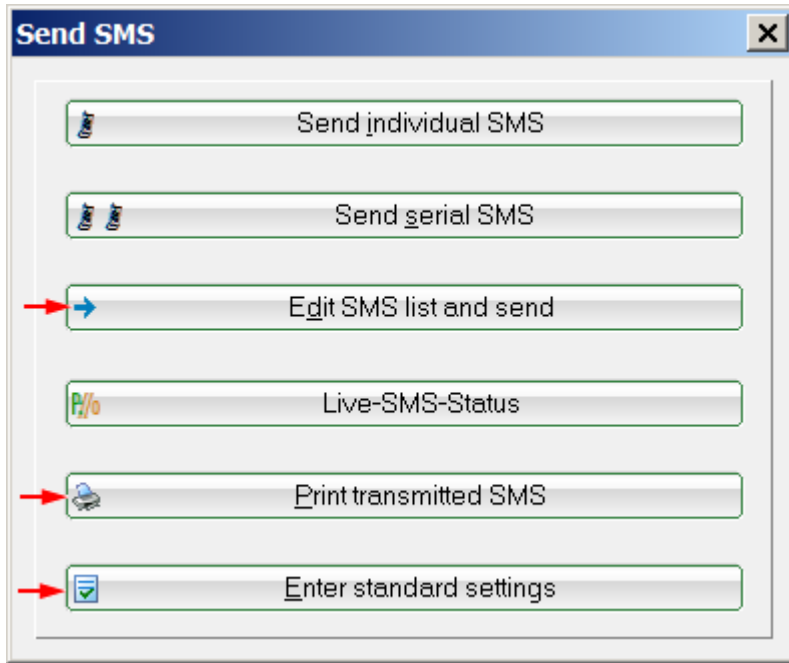 Send SMS
Send individual SMS
Send serial SMS
Edit SMS list and send
Live-SMS-Status
Print transmitted SMS
Enter standard settings